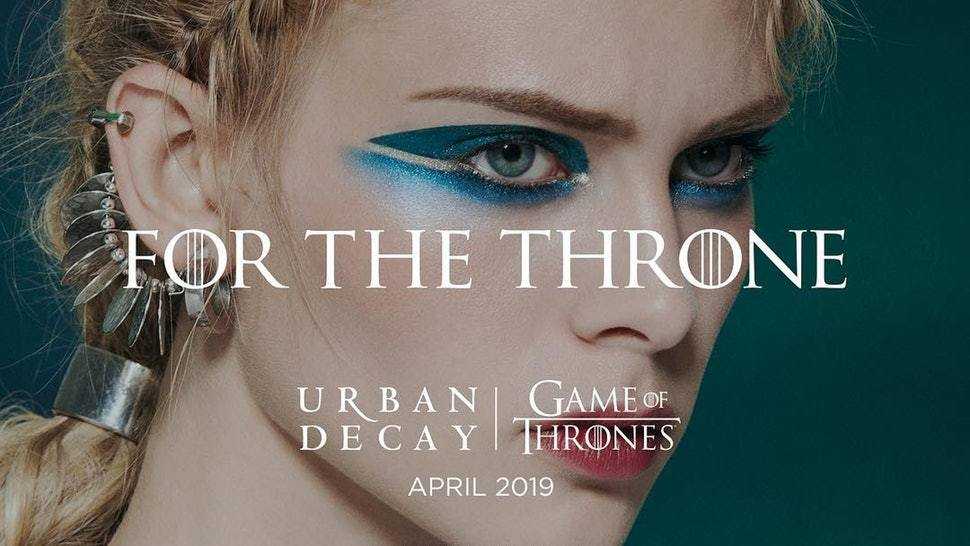 FOR THE THRONE
URBAN
DECAY
GAME OF
THRONES
APRIL 2019